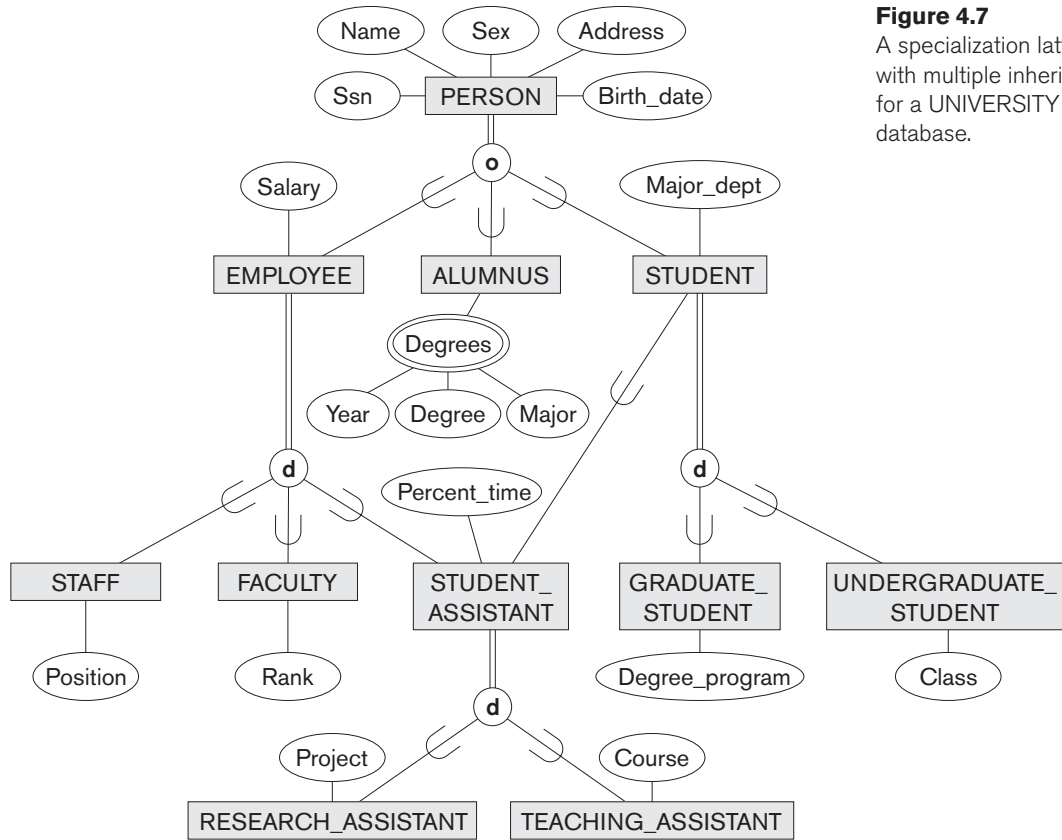 Figure 4.7
A specialization
with multiple
for a UNIVERSITY
database.
Name
Sex
Address
Ssn
PERSON
Birth_date
o
Salary
Major_dept
EMPLOYEE
ALUMNUS
STUDENT
Degrees
Year
Degree
Major
d
d
Percent_time
STAFF
FACULTY
STUDENT_
ASSISTANT
GRADUATE_
STUDENT
UNDERGRADUATE_
STUDENT
Position
Rank
Degree_program
Class
d
Project
Course
RESEARCH_ASSISTANT
TEACHING_ASSISTANT